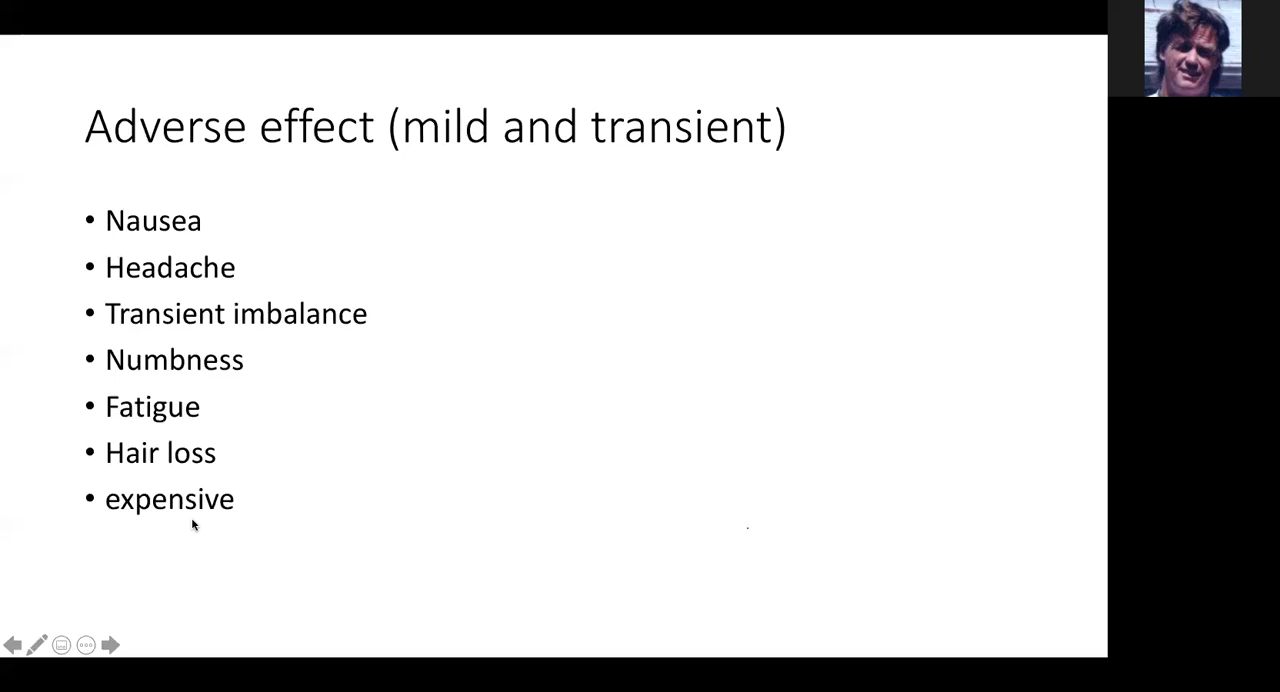 Adverse effect (mild and transient)
• Nausea
• Headache
• Transient imbalance
• Numbness
• Fatigue
• Hair loss
• expensive